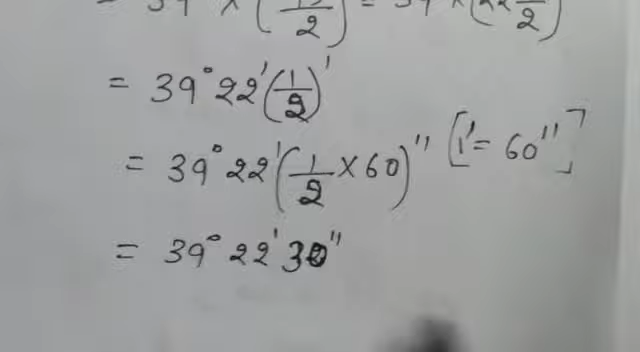 = 39° 22' (1/2)'
= 39° 22' (1/2 × 60)" [1' = 60"]
= 39° 22' 30"